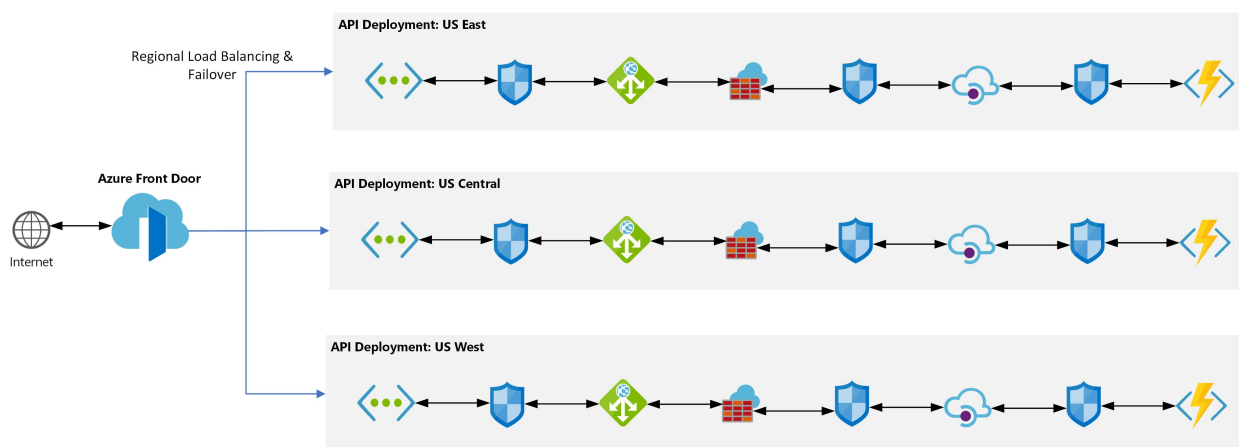 API Deployment: US East
Regional Load Balancing &
Failover
Azure Front Door
Internet
API Deployment: US Central
API Deployment: US West